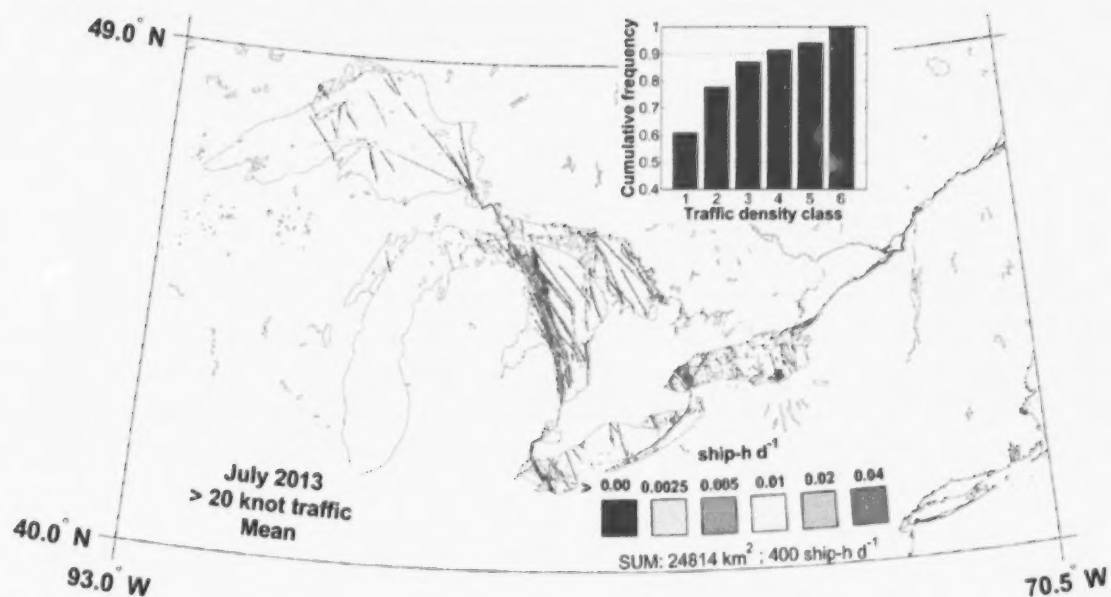 49.0° N
1
0.9
0.8
0.7
0.6
0.5
0.4
Cumulative frequency
1 2 3 4 5 6
Traffic density class
July 2013
> 20 knot traffic
Mean
ship-h d-1
> 0.00 0.0025 0.005 0.01 0.02 0.04
SUM: 24814 km2 ; 400 ship-h d-1
40.0° N
93.0° W
70.5° W